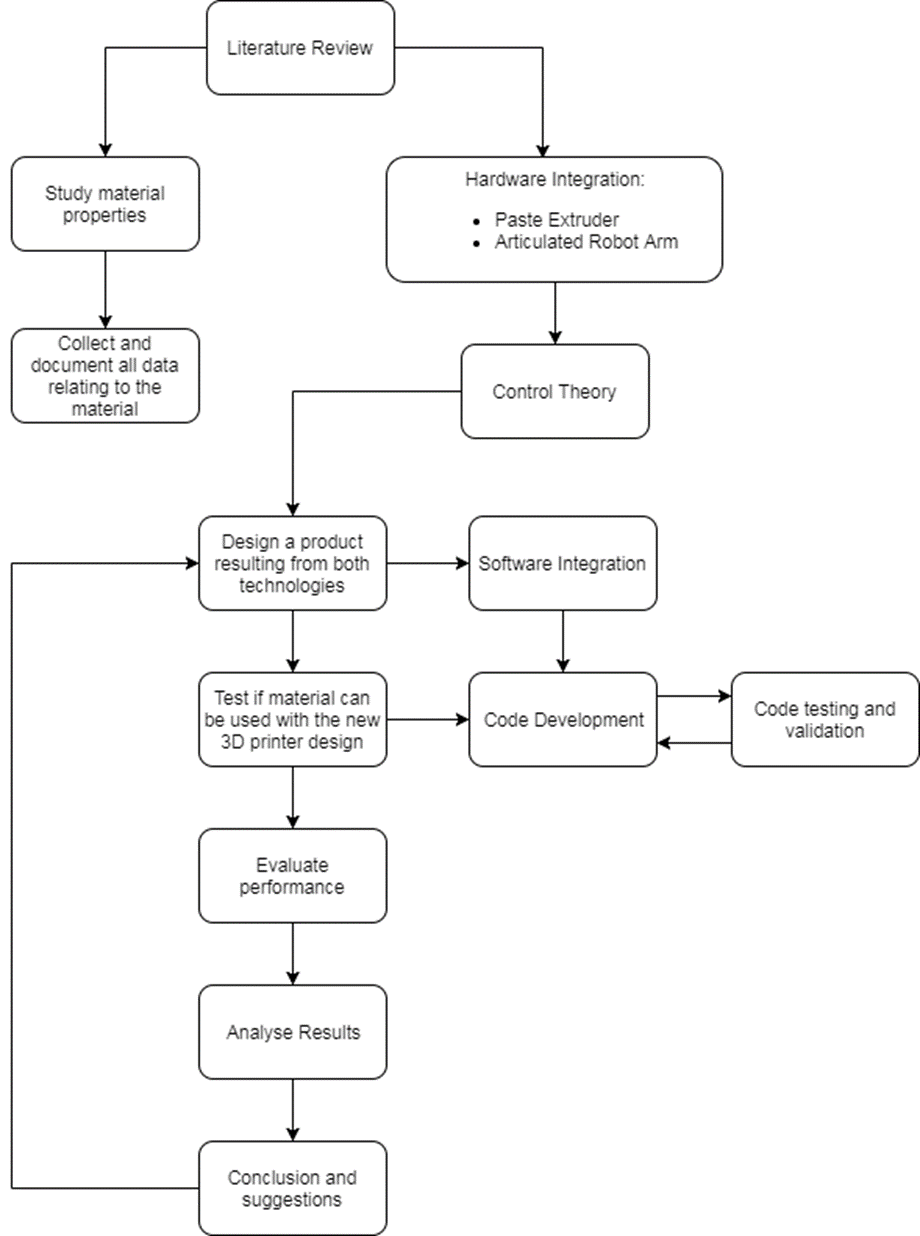 Literature Review
Study material
properties
Hardware Integration:
• Paste Extruder
• Articulated Robot Arm
Collect and
document all data
relating to the
material
Control Theory
Design a product
resulting from both
technologies
Software Integration
Test if material can
be used with the new
3D printer design
Code Development
Code testing and
validation
Evaluate
performance
Analyse Results
Conclusion and
suggestions